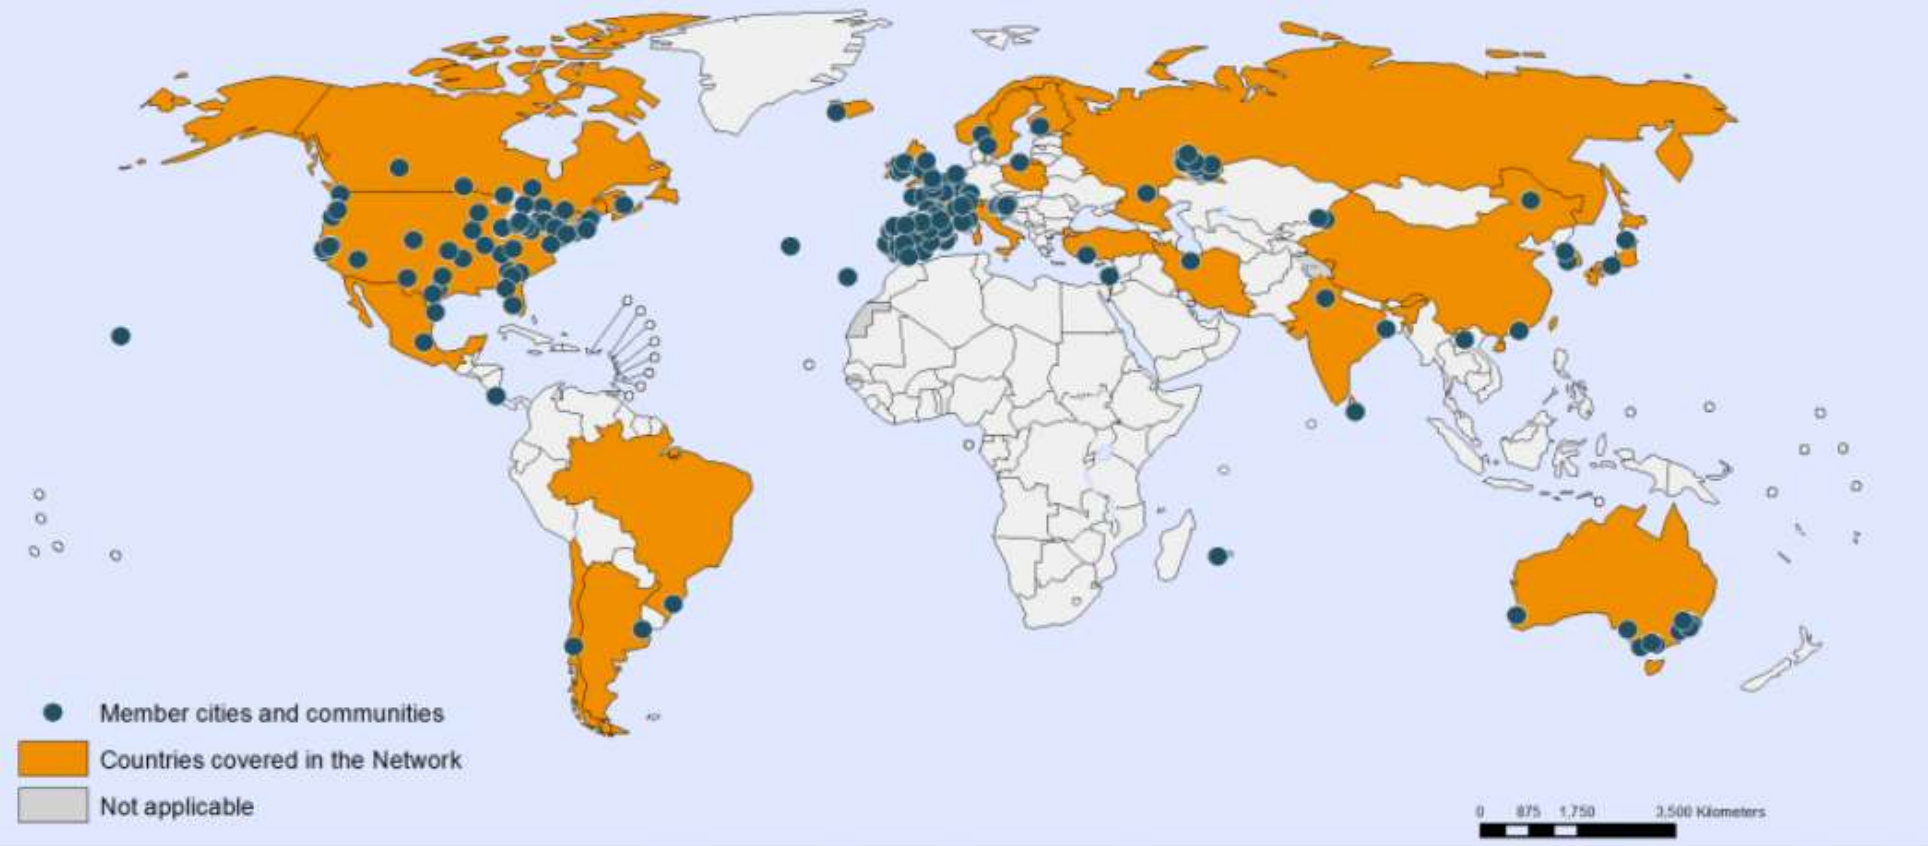 Member cities and communities
Countries covered in the Network
Not applicable
0 875 1,750 3,500 Kilometers